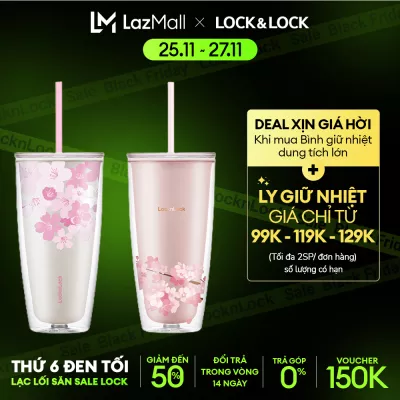 LazMall × LOCK&LOCK
25.11 - 27.11
DEAL XỊN GIÁ HỜI
Khi mua Bình giữ nhiệt
dung tích lớn
+
LY GIỮ NHIỆT
GIÁ CHỈ TỪ
99K - 119K - 129K
(Tối đa 2SP/ đơn hàng)
số lượng có hạn
LocknLock
LocknLock
THỨ 6 ĐEN TỐI
LẠC LỐI SĂN SALE LOCK
GIẢM ĐẾN
50%
ĐỔI TRẢ
TRONG VÒNG
14 NGÀY
TRẢ GÓP
0%
VOUCHER
150K